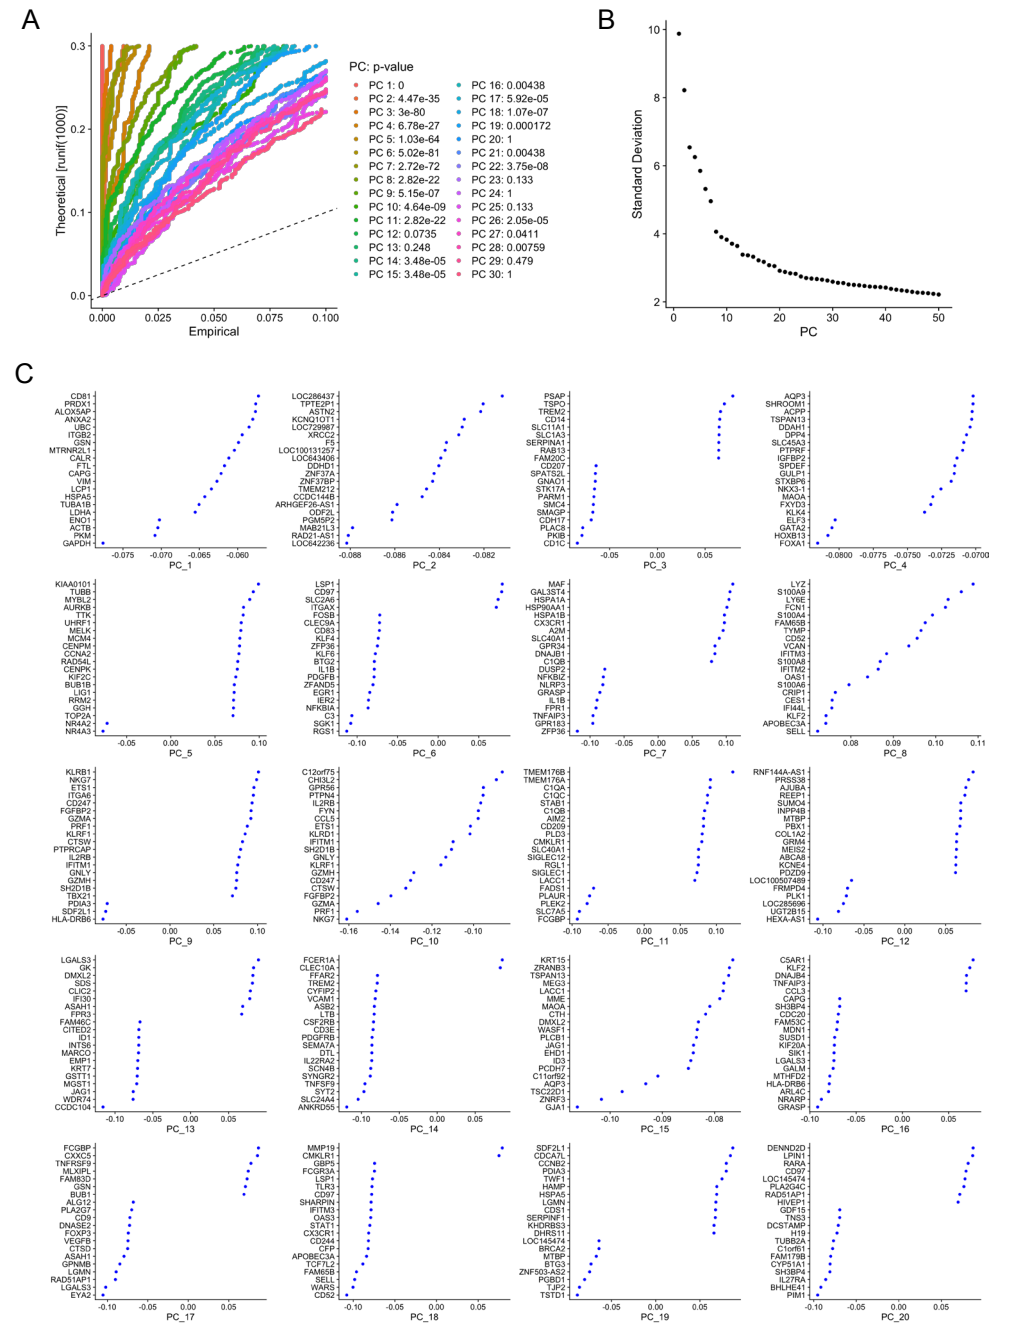 A
B
Theoretical [runif(1000)]
0.3
0.2
0.1
0.0
0.000
0.025
0.050
0.075
0.100
Empirical
PC: p-value
PC 1: 0
PC 2: 4.47e-35
PC 3: 3e-80
PC 4: 6.78e-27
PC 5: 1.03e-64
PC 6: 5.02e-81
PC 7: 2.72e-72
PC 8: 2.82e-22
PC 9: 5.15e-07
PC 10: 4.64e-09
PC 11: 2.82e-22
PC 12: 0.0735
PC 13: 0.248
PC 14: 3.48e-05
PC 15: 3.48e-05
PC 16: 0.00438
PC 17: 5.92e-05
PC 18: 1.07e-07
PC 19: 0.000172
PC 20: 1
PC 21: 0.00438
PC 22: 3.75e-08
PC 23: 0.133
PC 24: 1
PC 25: 0.133
PC 26: 2.05e-05
PC 27: 0.0411
PC 28: 0.00759
PC 29: 0.479
PC 30: 1
Standard Deviation
10
8
6
4
2
0
10
20
30
40
50
PC
C
CD81
PRDX1
ALOX5AP
ANXA2
UBC
ITGB2
GSN
MTRNR2L1
CALR
FTL
CAPG
VIM
LCP1
HSPA5
TUBA1B
LDHA
ENO1
ACTB
PKM
GAPDH
-0.075 -0.070 -0.065 -0.060
PC_1
LOC286437
TPTE2P1
ASTN2
KCNQ1OT1
LOC729987
XRCC2
F5
LOC100131257
LOC643406
DDHD1
ZNF37A
ZNF37BP
TMEM212
CCDC144B
ARHGEF26-AS1
ODF2L
PGM5P2
MAB21L3
RAD21-AS1
LOC642236
-0.088 -0.086 -0.084 -0.082
PC_2
PSAP
TSPO
TREM2
CD14
SLC11A1
SLC1A3
SERPINA1
RAB13
FAM20C
CD207
SPATS2L
GNAO1
STK17A
PARM1
SMC4
SMAGP
CDH17
PLAC8
PKIB
CD1C
-0.05 0.00 0.05
PC_3
AQP3
SHROOM1
ACPP
TSPAN13
DDAH1
DPP4
SLC45A3
PTPRF
IGFBP2
SPDEF
GULP1
STXBP6
NKX3-1
MAOA
FXYD3
KLK4
ELF3
GATA2
HOXB13
FOXA1
-0.0800 -0.0775 -0.0750 -0.0725 -0.0700
PC_4
KIAA0101
TUBB
MYBL2
AURKB
TTK
UHRF1
MELK
MCM4
CENPM
CCNA2
RAD54L
CENPK
KIF2C
BUB1B
LIG1
RRM2
GGH
TOP2A
NR4A2
NR4A3
-0.05 0.00 0.05 0.10
PC_5
LSP1
CD97
SLC2A6
ITGAX
FOSB
CLEC9A
CD83
KLF4
ZFP36
KLF6
BTG2
IL1B
PDGFB
ZFAND5
EGR1
IER2
NFKBIA
C3
SGK1
RGS1
-0.10 -0.05 0.00 0.05
PC_6
MAF
GAL3ST4
HSPA1A
HSP90AA1
HSPA1B
CX3CR1
A2M
SLC40A1
GPR34
DNAJB1
C1QB
DUSP2
NFKBIZ
NLRP3
GRASP
IL1B
FPR1
TNFAIP3
GPR183
ZFP36
-0.10 -0.05 0.00 0.05 0.10
PC_7
LYZ
S100A9
LY6E
FCN1
S100A4
FAM65B
TYMP
CD52
VCAN
IFITM3
S100A8
IFITM2
OAS1
S100A6
CRIP1
CES1
IFI44L
KLF2
APOBEC3A
SELL
0.08 0.09 0.10 0.11
PC_8
KLRB1
NKG7
ETS1
ITGA6
CD247
FGFBP2
GZMA
PRF1
KLRF1
CTSW
PTPRCAP
IL2RB
IFITM1
GNLY
GZMH
SH2D1B
TBX21
PDIA3
SDF2L1
HLA-DRB6
-0.05 0.00 0.05 0.10
PC_9
C12orf75
CHI3L2
GPR56
PTPN4
IL2RB
FYN
CCL5
ETS1
KLRD1
IFITM1
SH2D1B
GNLY
KLRF1
GZMH
CD247
CTSW
FGFBP2
GZMA
PRF1
NKG7
-0.16 -0.14 -0.12 -0.10
PC_10
TMEM176B
TMEM176A
C1QA
C1QC
STAB1
C1QB
AIM2
CD209
PLD3
CMKLR1
SLC40A1
SIGLEC12
RGL1
SIGLEC1
LACC1
FADS1
PLAUR
PLEK2
SLC7A5
FCGBP
-0.10 -0.05 0.00 0.05 0.10
PC_11
RNF144A-AS1
PRSS38
AJUBA
REEP1
SUMO4
INPP4B
MTBP
PBX1
COL1A2
GRM4
MEIS2
ABCA8
KCNE4
PDZD9
LOC100507489
FRMPD4
PLK1
LOC285696
UGT2B15
HEXA-AS1
-0.10 -0.05 0.00 0.05
PC_12
LGALS3
GK
DMXL2
SDS
CLIC2
IFI30
ASAH1
FPR3
FAM46C
CITED2
ID1
INTS6
MARCO
EMP1
KRT7
GSTT1
MGST1
JAG1
WDR74
CCDC104
-0.10 -0.05 0.00 0.05
PC_13
FCER1A
CLEC10A
FFAR2
TREM2
CYFIP2
VCAM1
ASB2
LTB
CSF2RB
CD3E
PDGFRB
SEMA7A
DTL
IL22RA2
SCN4B
SYNGR2
TNFSF9
SYT2
SLC24A4
ANKRD55
-0.10 -0.05 0.00 0.05
PC_14
KRT15
ZRANB3
TSPAN13
MEG3
LACC1
MME
MAOA
CTH
DMXL2
WASF1
PLCB1
JAG1
EHD1
ID3
PCDH7
C11orf92
AQP3
TSC22D1
ZNRF3
GJA1
-0.10 -0.09 -0.08
PC_15
C5AR1
KLF2
DNAJB4
TNFAIP3
CCL3
CAPG
SH3BP4
CDC20
FAM53C
MDN1
SUSD1
KIF20A
SIK1
LGALS3
GALM
MTHFD2
HLA-DRB6
ARL4C
NRARP
GRASP
-0.10 -0.05 0.00 0.05
PC_16
FCGBP
CXXC5
TNFRSF9
MLXIPL
FAM83D
GSN
BUB1
ALG12
PLA2G7
CD9
DNASE2
FOXP3
VEGFB
CTSD
ASAH1
GPNMB
LGMN
RAD51AP1
LGALS3
EYA2
-0.10 -0.05 0.00 0.05
PC_17
MMP19
CMKLR1
GBP5
FCGR3A
LSP1
TLR3
CD97
SHARPIN
IFITM3
OAS3
STAT1
CX3CR1
CD244
CFP
APOBEC3A
TCF7L2
FAM65B
SELL
WARS
CD52
-0.10 -0.05 0.00 0.05
PC_18
SDF2L1
CDCA7L
CCNB2
PDIA3
TWF1
HAMP
HSPA5
LGMN
CDS1
SERPINF1
KHDRBS3
DHRS11
LOC145474
BRCA2
MTBP
BTG3
ZNF503-AS2
PGBD1
TJP2
TSTD1
-0.05 0.00 0.05
PC_19
DENND2D
LPIN1
RARA
CD97
LOC145474
PLA2G4C
RAD51AP1
HIVEP1
GDF15
TNS3
DCSTAMP
H19
TUBB2A
C1orf61
FAM179B
CYP51A1
SH3BP4
IL27RA
BHLHE41
PIM1
-0.10 -0.05 0.00 0.05
PC_20